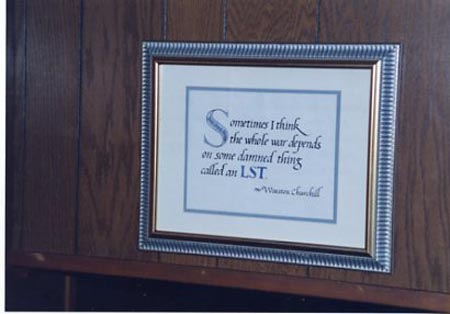 Sometimes I think
the whole war depends
on some damned thing
called an LST.
~Winston Churchill